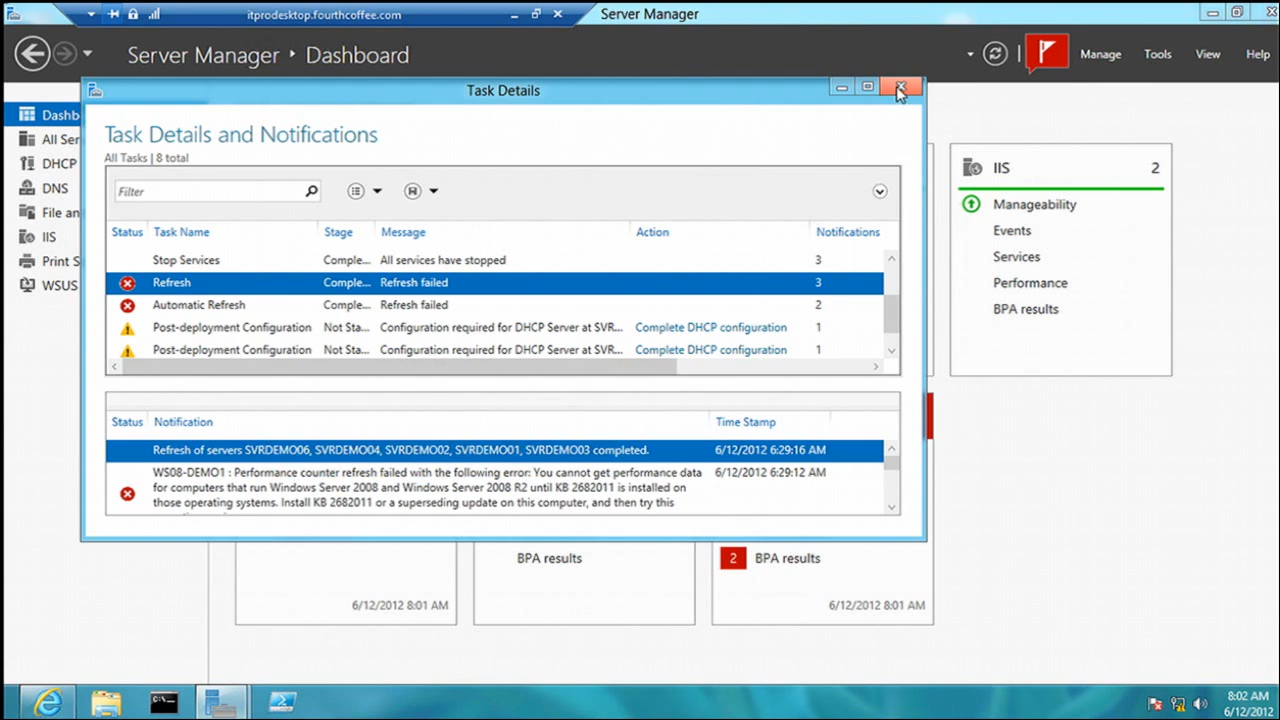 itprodesktop.fourthcoffee.com
Server Manager
Server Manager ‣ Dashboard
Manage
Tools
View
Help
Dashb
All Ser
DHCP
DNS
File an
IIS
Print S
WSUS
Task Details
Task Details and Notifications
All Tasks | 8 total
Filter
Status Task Name Stage Message Action Notifications
Stop Services Comple... All services have stopped 3
Refresh Comple... Refresh failed 3
Automatic Refresh Comple... Refresh failed 2
Post-deployment Configuration Not Sta... Configuration required for DHCP Server at SVR... Complete DHCP configuration 1
Post-deployment Configuration Not Sta... Configuration required for DHCP Server at SVR... Complete DHCP configuration 1
Status Notification Time Stamp
Refresh of servers SVRDEMO06, SVRDEMO04, SVRDEMO02, SVRDEMO01, SVRDEMO03 completed. 6/12/2012 6:29:16 AM
WS08-DEMO1 : Performance counter refresh failed with the following error: You cannot get performance data 6/12/2012 6:29:12 AM
for computers that run Windows Server 2008 and Windows Server 2008 R2 until KB 2682011 is installed on
those operating systems. Install KB 2682011 or a superseding update on this computer, and then try this
IIS 2
Manageability
Events
Services
Performance
BPA results
BPA results
2 BPA results
6/12/2012 8:01 AM
6/12/2012 8:01 AM
C:\
8:02 AM
6/12/2012